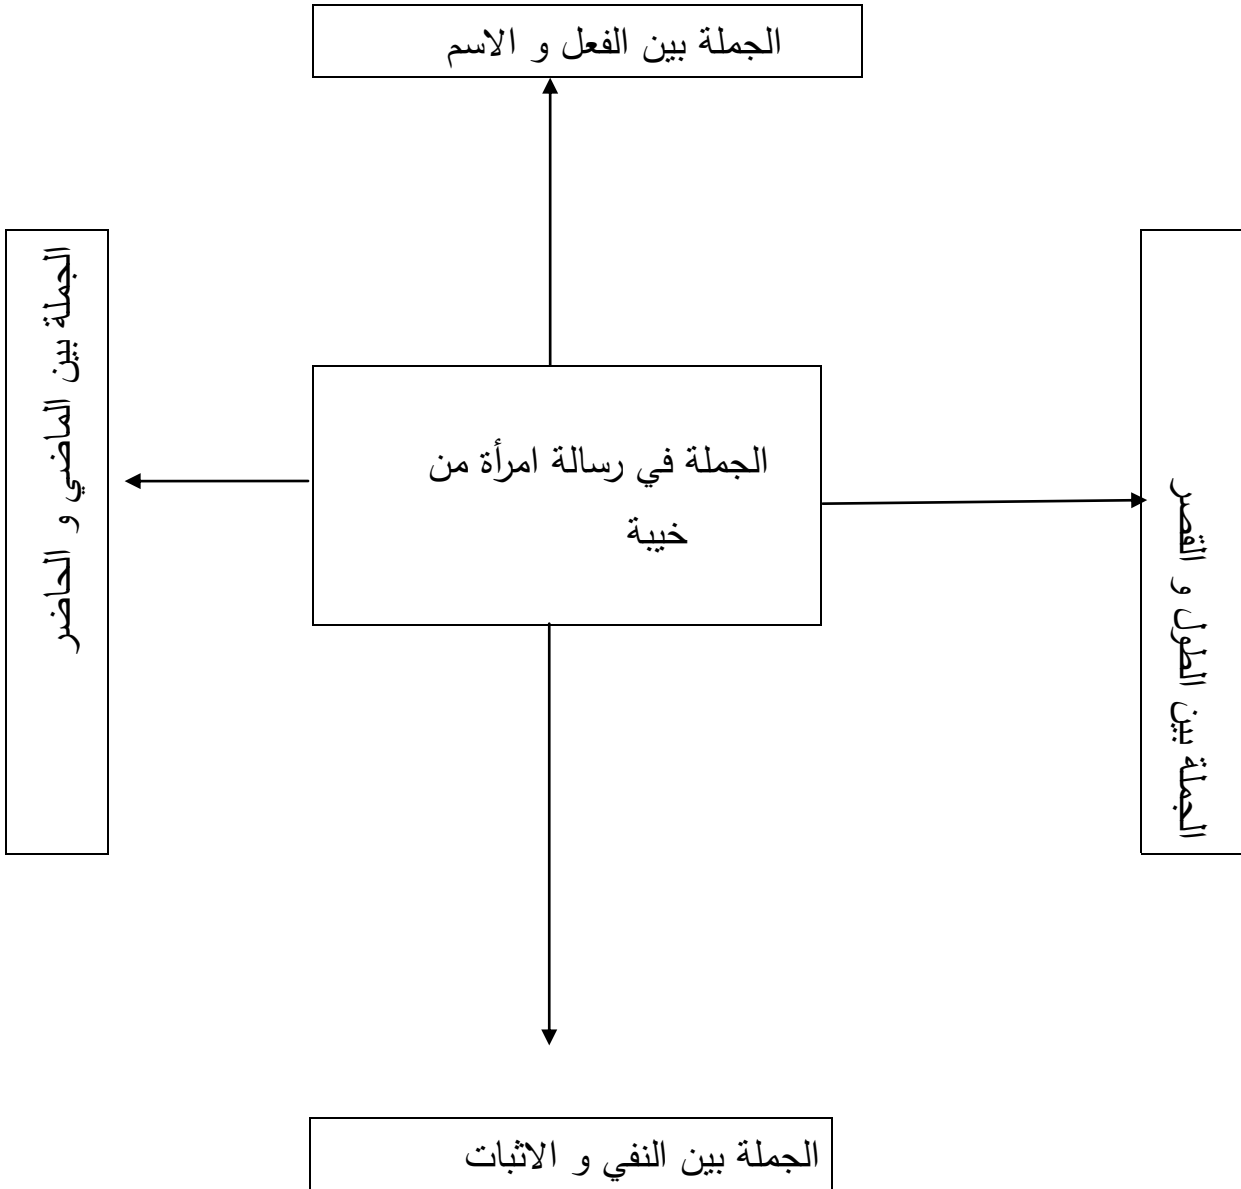 الجملة بين الفعل و الاسم
الجملة بين الطول و القصر
الجملة في رسالة امرأة من
خيبة
الجملة بين الماضي و الحاضر
الجملة بين النفي و الاثبات